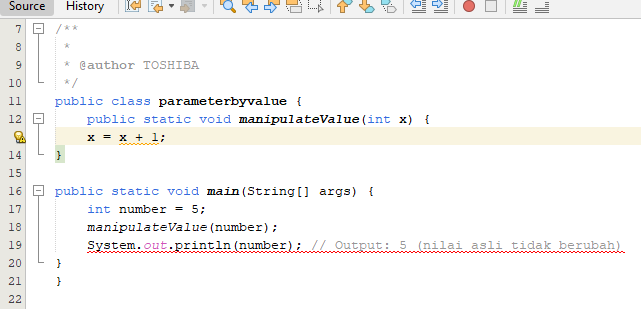 Source History
7 /**
8 *
9 * @author TOSHIBA
10 */
11 public class parameterbyvalue {
12 public static void manipulateValue(int x) {
x = x + 1;
14 }
15
16 public static void main(String[] args) {
17 int number = 5;
18 manipulateValue(number);
19 System.out.println(number); // Output: 5 (nilai asli tidak berubah)
20 }
21 }
22